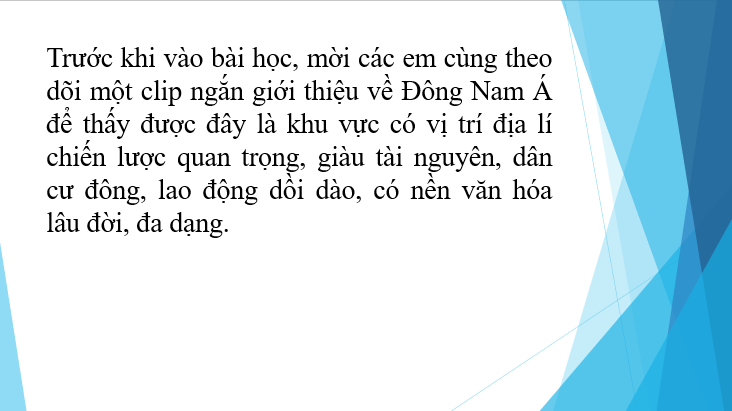 Trước khi vào bài học, mời các em cùng theo
dõi một clip ngắn giới thiệu về Đông Nam Á
để thấy được đây là khu vực có vị trí địa lí
chiến lược quan trọng, giàu tài nguyên, dân
cư đông, lao động dồi dào, có nền văn hóa
lâu đời, đa dạng.